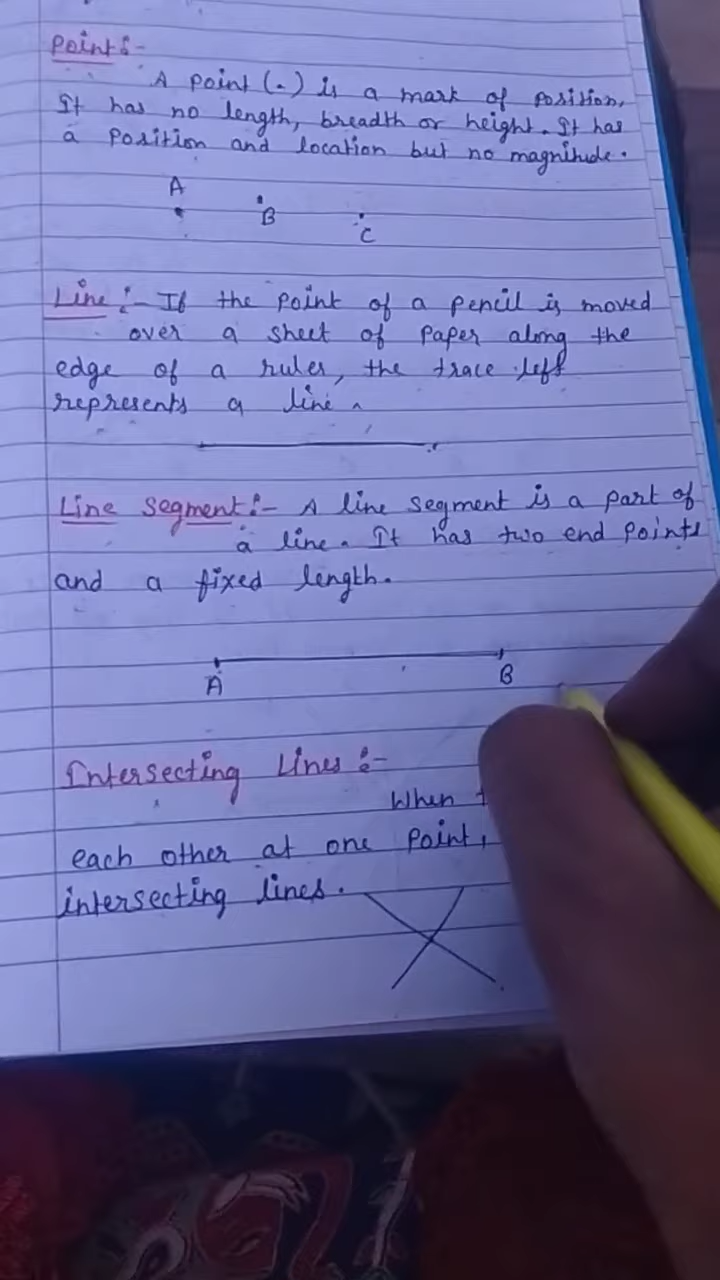 Point:-
A point (.) is a mark of position.
It has no length, breadth or height. It has
a position and location but no magnitude.
A
B
C
Line:- If the point of a pencil is moved
over a sheet of paper along the
edge of a ruler, the trace left
represents a line.
Line Segment:- A line segment is a part of
a line. It has two end points
and a fixed length.
A B
Intersecting Lines:-
When
each other at one point,
intersecting lines.